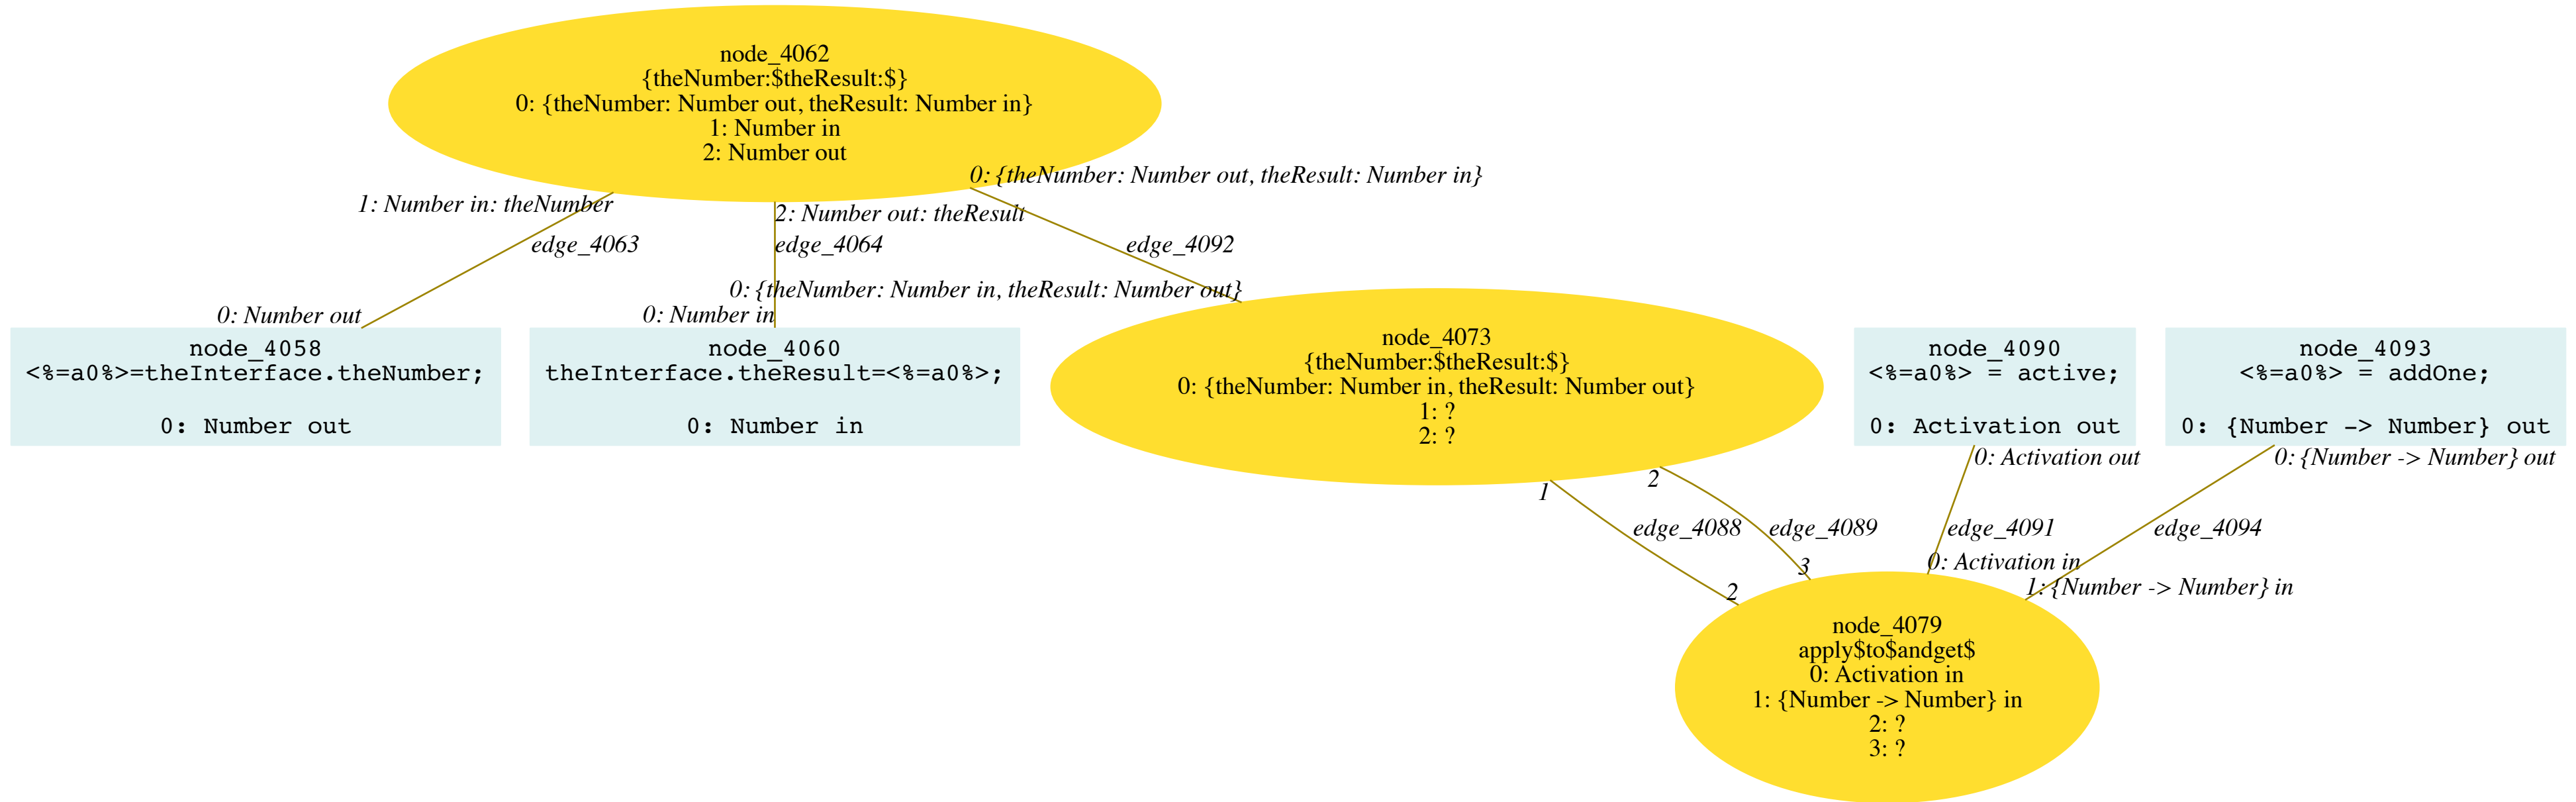 node_4062
{theNumber:$theResult:$}
0: {theNumber: Number out, theResult: Number in}
1: Number in
2: Number out
0: {theNumber: Number out, theResult: Number in}
1: Number in: theNumber
2: Number out: theResult
edge_4063
edge_4064
edge_4092
0: {theNumber: Number in, theResult: Number out}
0: Number out
0: Number in
node_4058
<%=a0%>=theInterface.theNumber;
0: Number out
node_4060
theInterface.theResult=<%=a0%>;
0: Number in
node_4073
{theNumber:$theResult:$}
0: {theNumber: Number in, theResult: Number out}
1: ?
2: ?
node_4090
<%=a0%> = active;
0: Activation out
node_4093
<%=a0%> = addOne;
0: {Number -> Number} out
1
2
0: Activation out
0: {Number -> Number} out
edge_4088
edge_4089
edge_4091
edge_4094
2
3
0: Activation in
1: {Number -> Number} in
node_4079
apply$to$andget$
0: Activation in
1: {Number -> Number} in
2: ?
3: ?